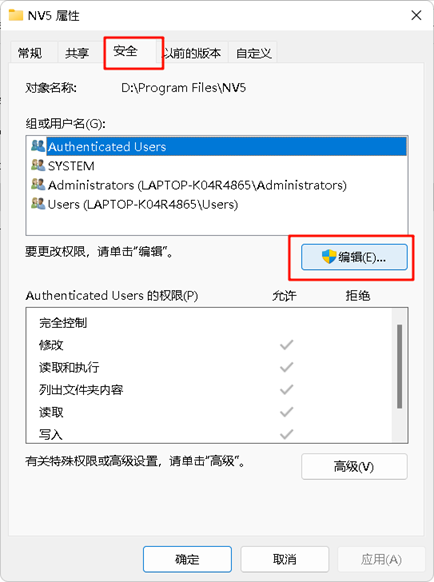 NV5 属性
常规 共享 安全 以前的版本 自定义
对象名称: D:\Program Files\NV5
组或用户名(G):
Authenticated Users
SYSTEM
Administrators (LAPTOP-K04R4865\Administrators)
Users (LAPTOP-K04R4865\Users)
要更改权限，请单击"编辑"。 编辑(E)...
Authenticated Users 的权限(P) 允许 拒绝
完全控制
修改
读取和执行
列出文件夹内容
读取
写入
有关特殊权限或高级设置，请单击"高级"。 高级(V)
确定 取消 应用(A)